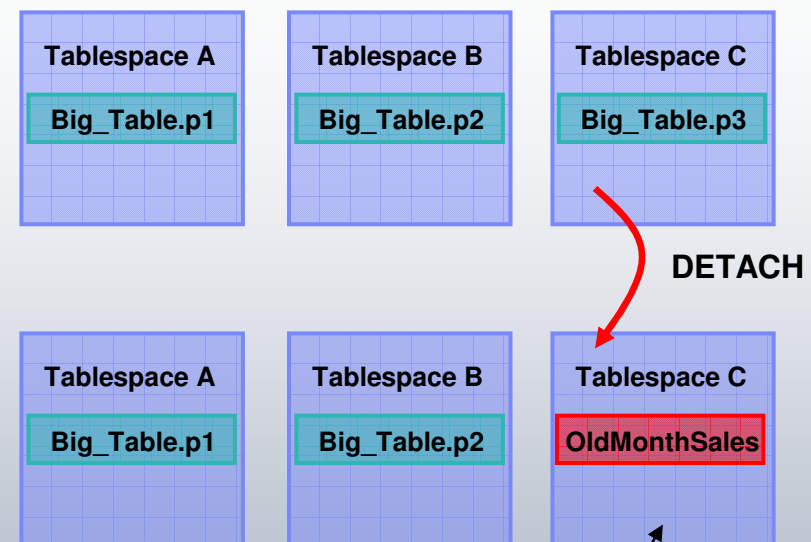 Tablespace A
Tablespace B
Tablespace C
Big_Table.p1
Big_Table.p2
Big_Table.p3
DETACH
Tablespace A
Tablespace B
Tablespace C
Big_Table.p1
Big_Table.p2
OldMonthSales